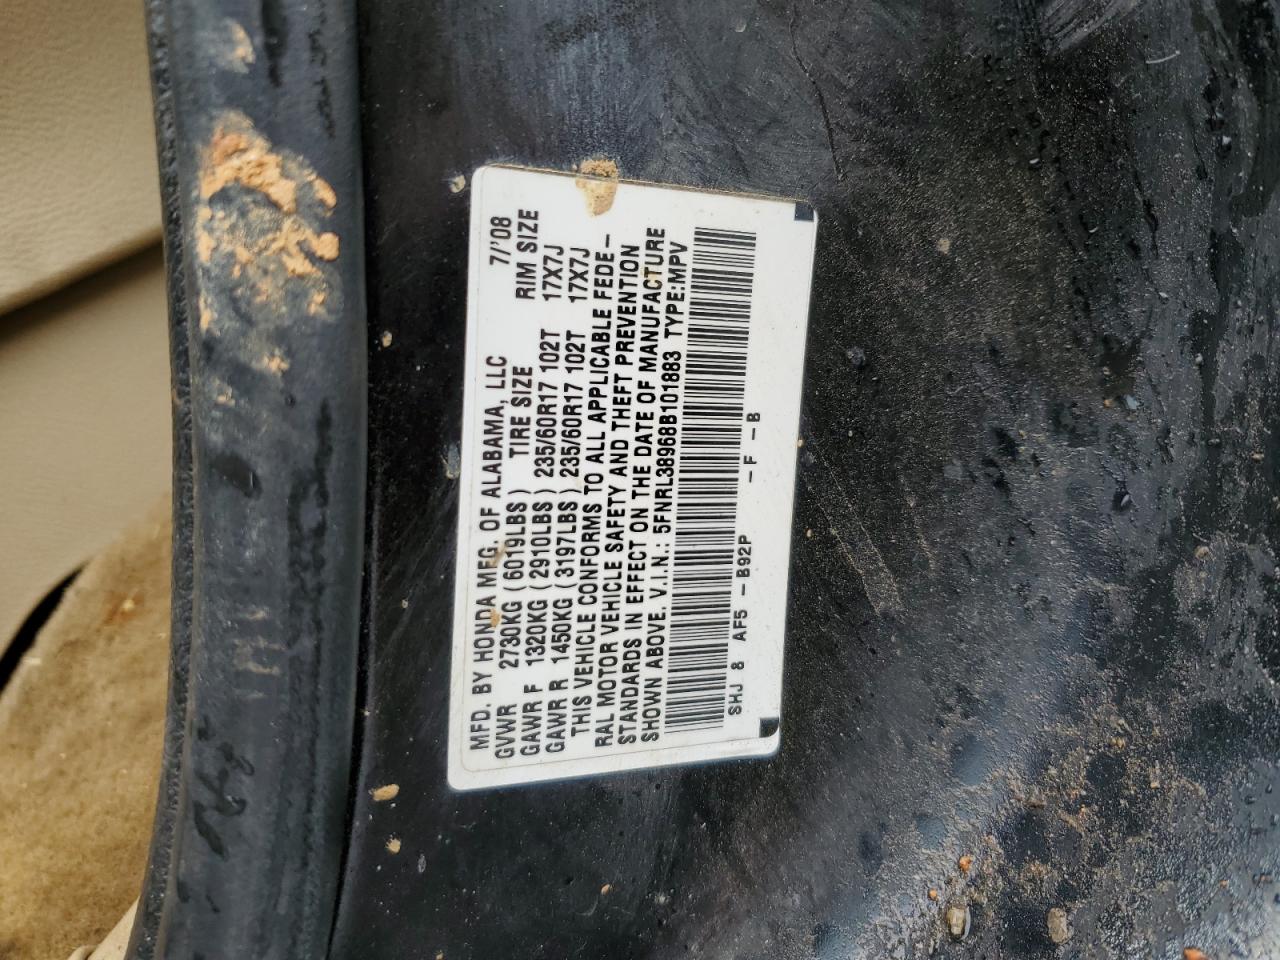 MFD. BY HONDA MFG. OF ALABAMA, LLC 7/'08
GVWR 2730KG (6019LBS) TIRE SIZE RIM SIZE
GAWR F 1320KG (2910LBS) 235/60R17 102T 17X7J
GAWR R 1450KG (3197LBS) 235/60R17 102T 17X7J
THIS VEHICLE CONFORMS TO ALL APPLICABLE FEDE-
RAL MOTOR VEHICLE SAFETY AND THEFT PREVENTION
STANDARDS IN EFFECT ON THE DATE OF MANUFACTURE
SHOWN ABOVE. V.I.N.: 5FNRL38968B101883 TYPE:MPV
SHJ 8 AF5 - B92P - F - B